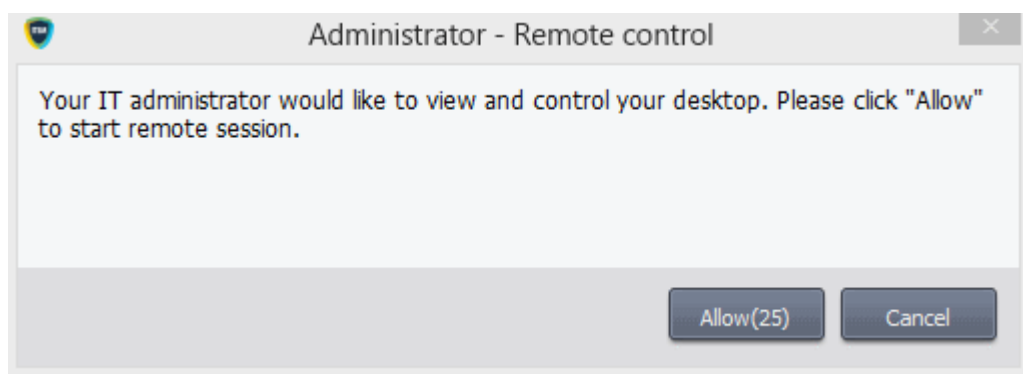 Administrator - Remote control
Your IT administrator would like to view and control your desktop. Please click "Allow"
to start remote session.
Allow(25)
Cancel